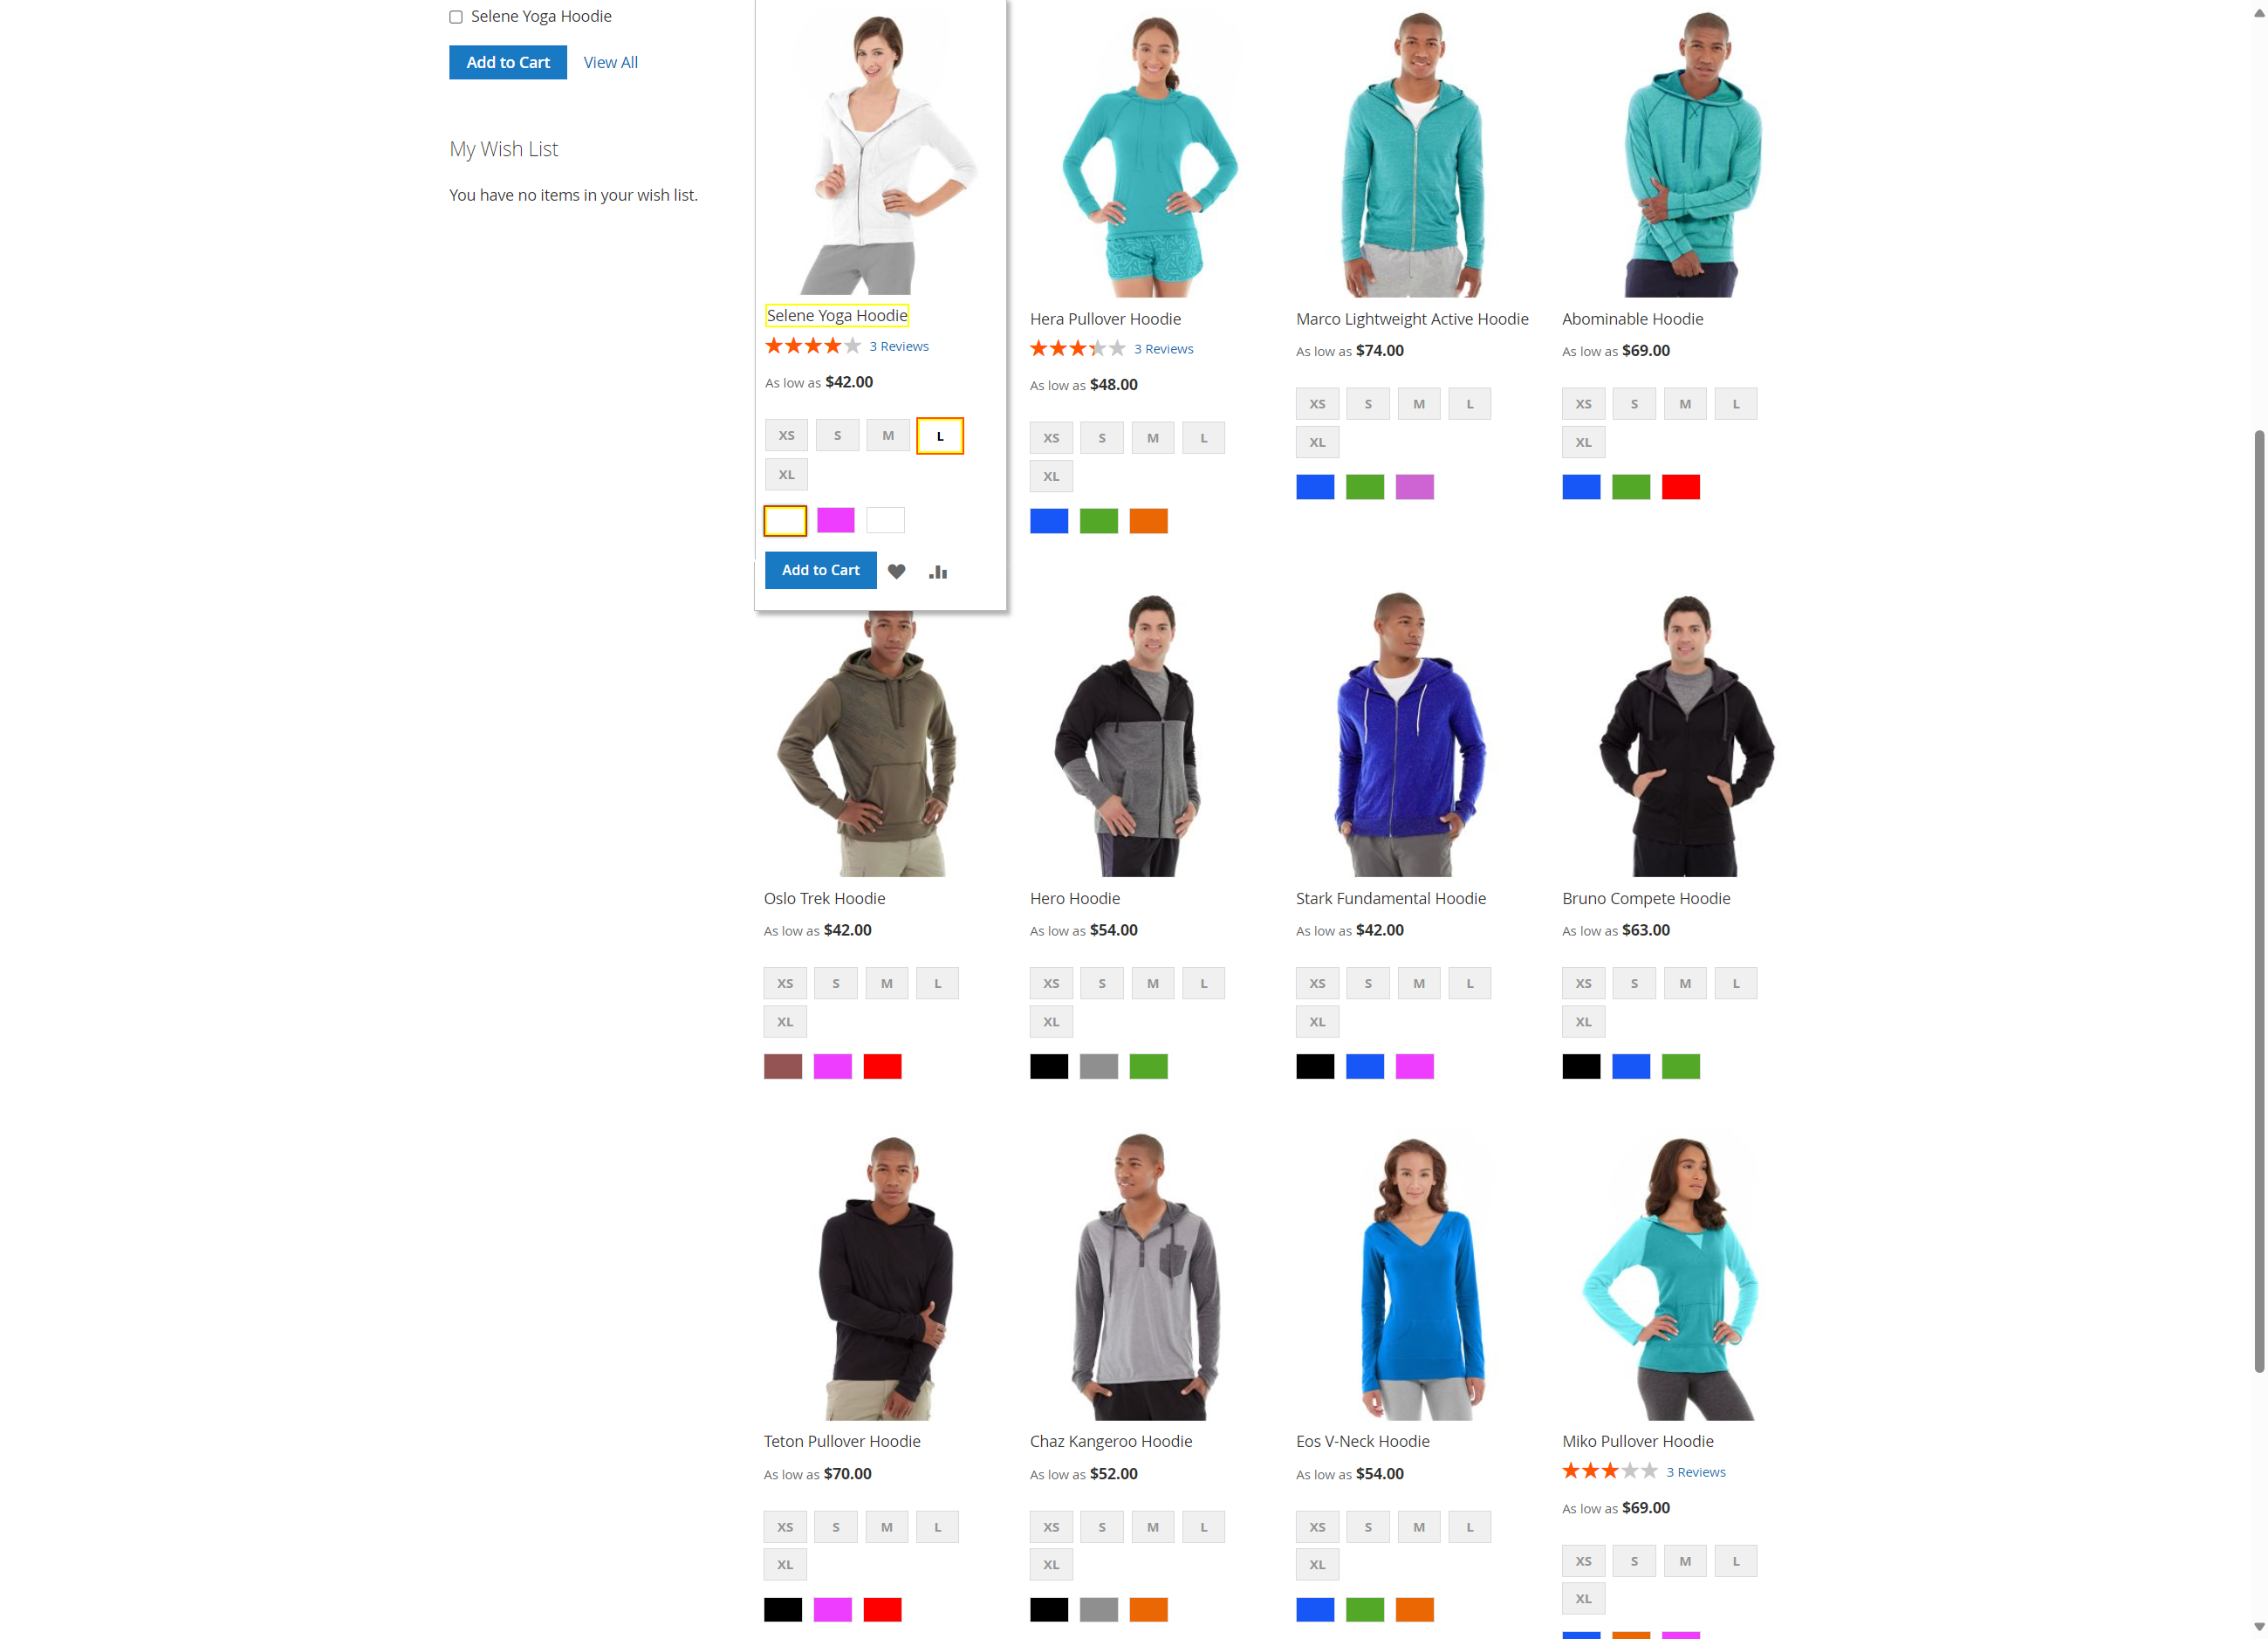 Selene Yoga Hoodie
Add to Cart View All
My Wish List
You have no items in your wish list.
Selene Yoga Hoodie
3 Reviews
As low as $42.00
XS S M L
XL
Add to Cart
Hera Pullover Hoodie
3 Reviews
As low as $48.00
XS S M L
XL
Marco Lightweight Active Hoodie
As low as $74.00
XS S M L
XL
Abominable Hoodie
As low as $69.00
XS S M L
XL
Oslo Trek Hoodie
As low as $42.00
XS S M L
XL
Hero Hoodie
As low as $54.00
XS S M L
XL
Stark Fundamental Hoodie
As low as $42.00
XS S M L
XL
Bruno Compete Hoodie
As low as $63.00
XS S M L
XL
Teton Pullover Hoodie
As low as $70.00
XS S M L
XL
Chaz Kangeroo Hoodie
As low as $52.00
XS S M L
XL
Eos V-Neck Hoodie
As low as $54.00
XS S M L
XL
Miko Pullover Hoodie
3 Reviews
As low as $69.00
XS S M L
XL